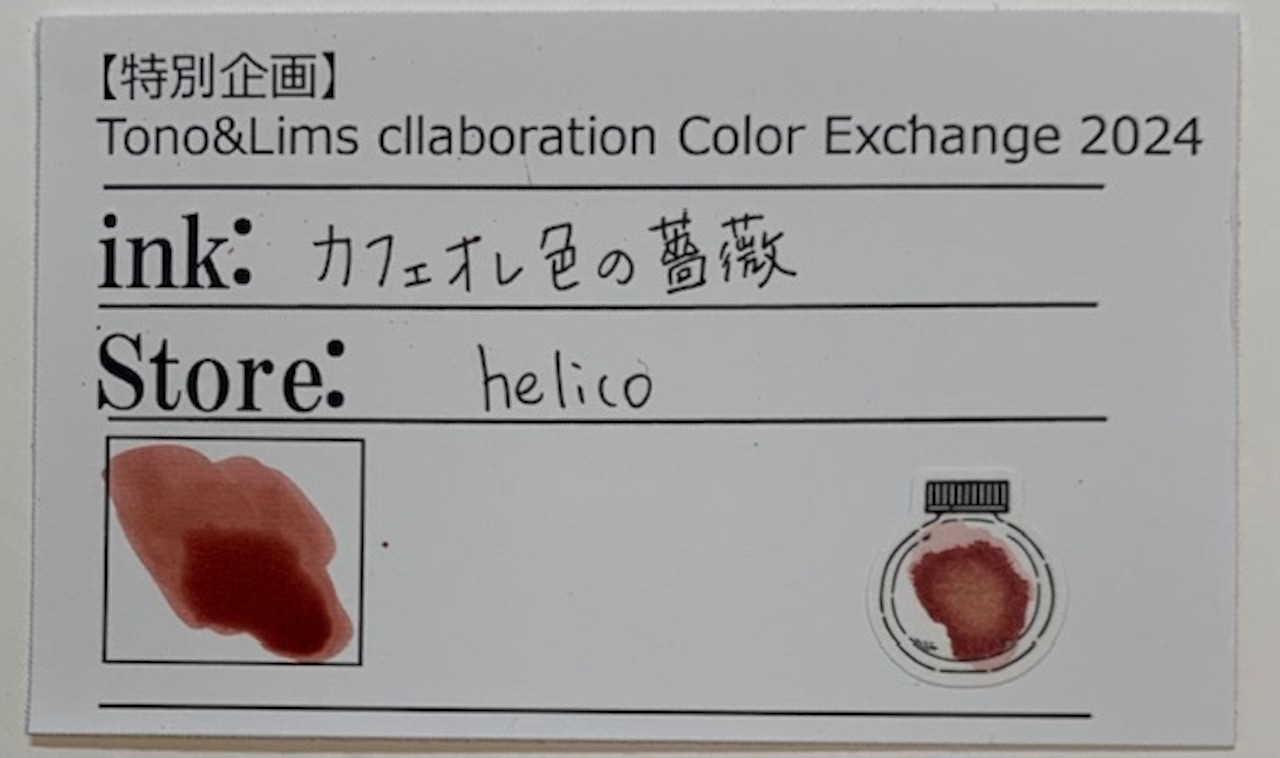 【特別企画】
Tono&Lims cllaboration Color Exchange 2024
ink: カフェオレ色の薔薇
Store: helico